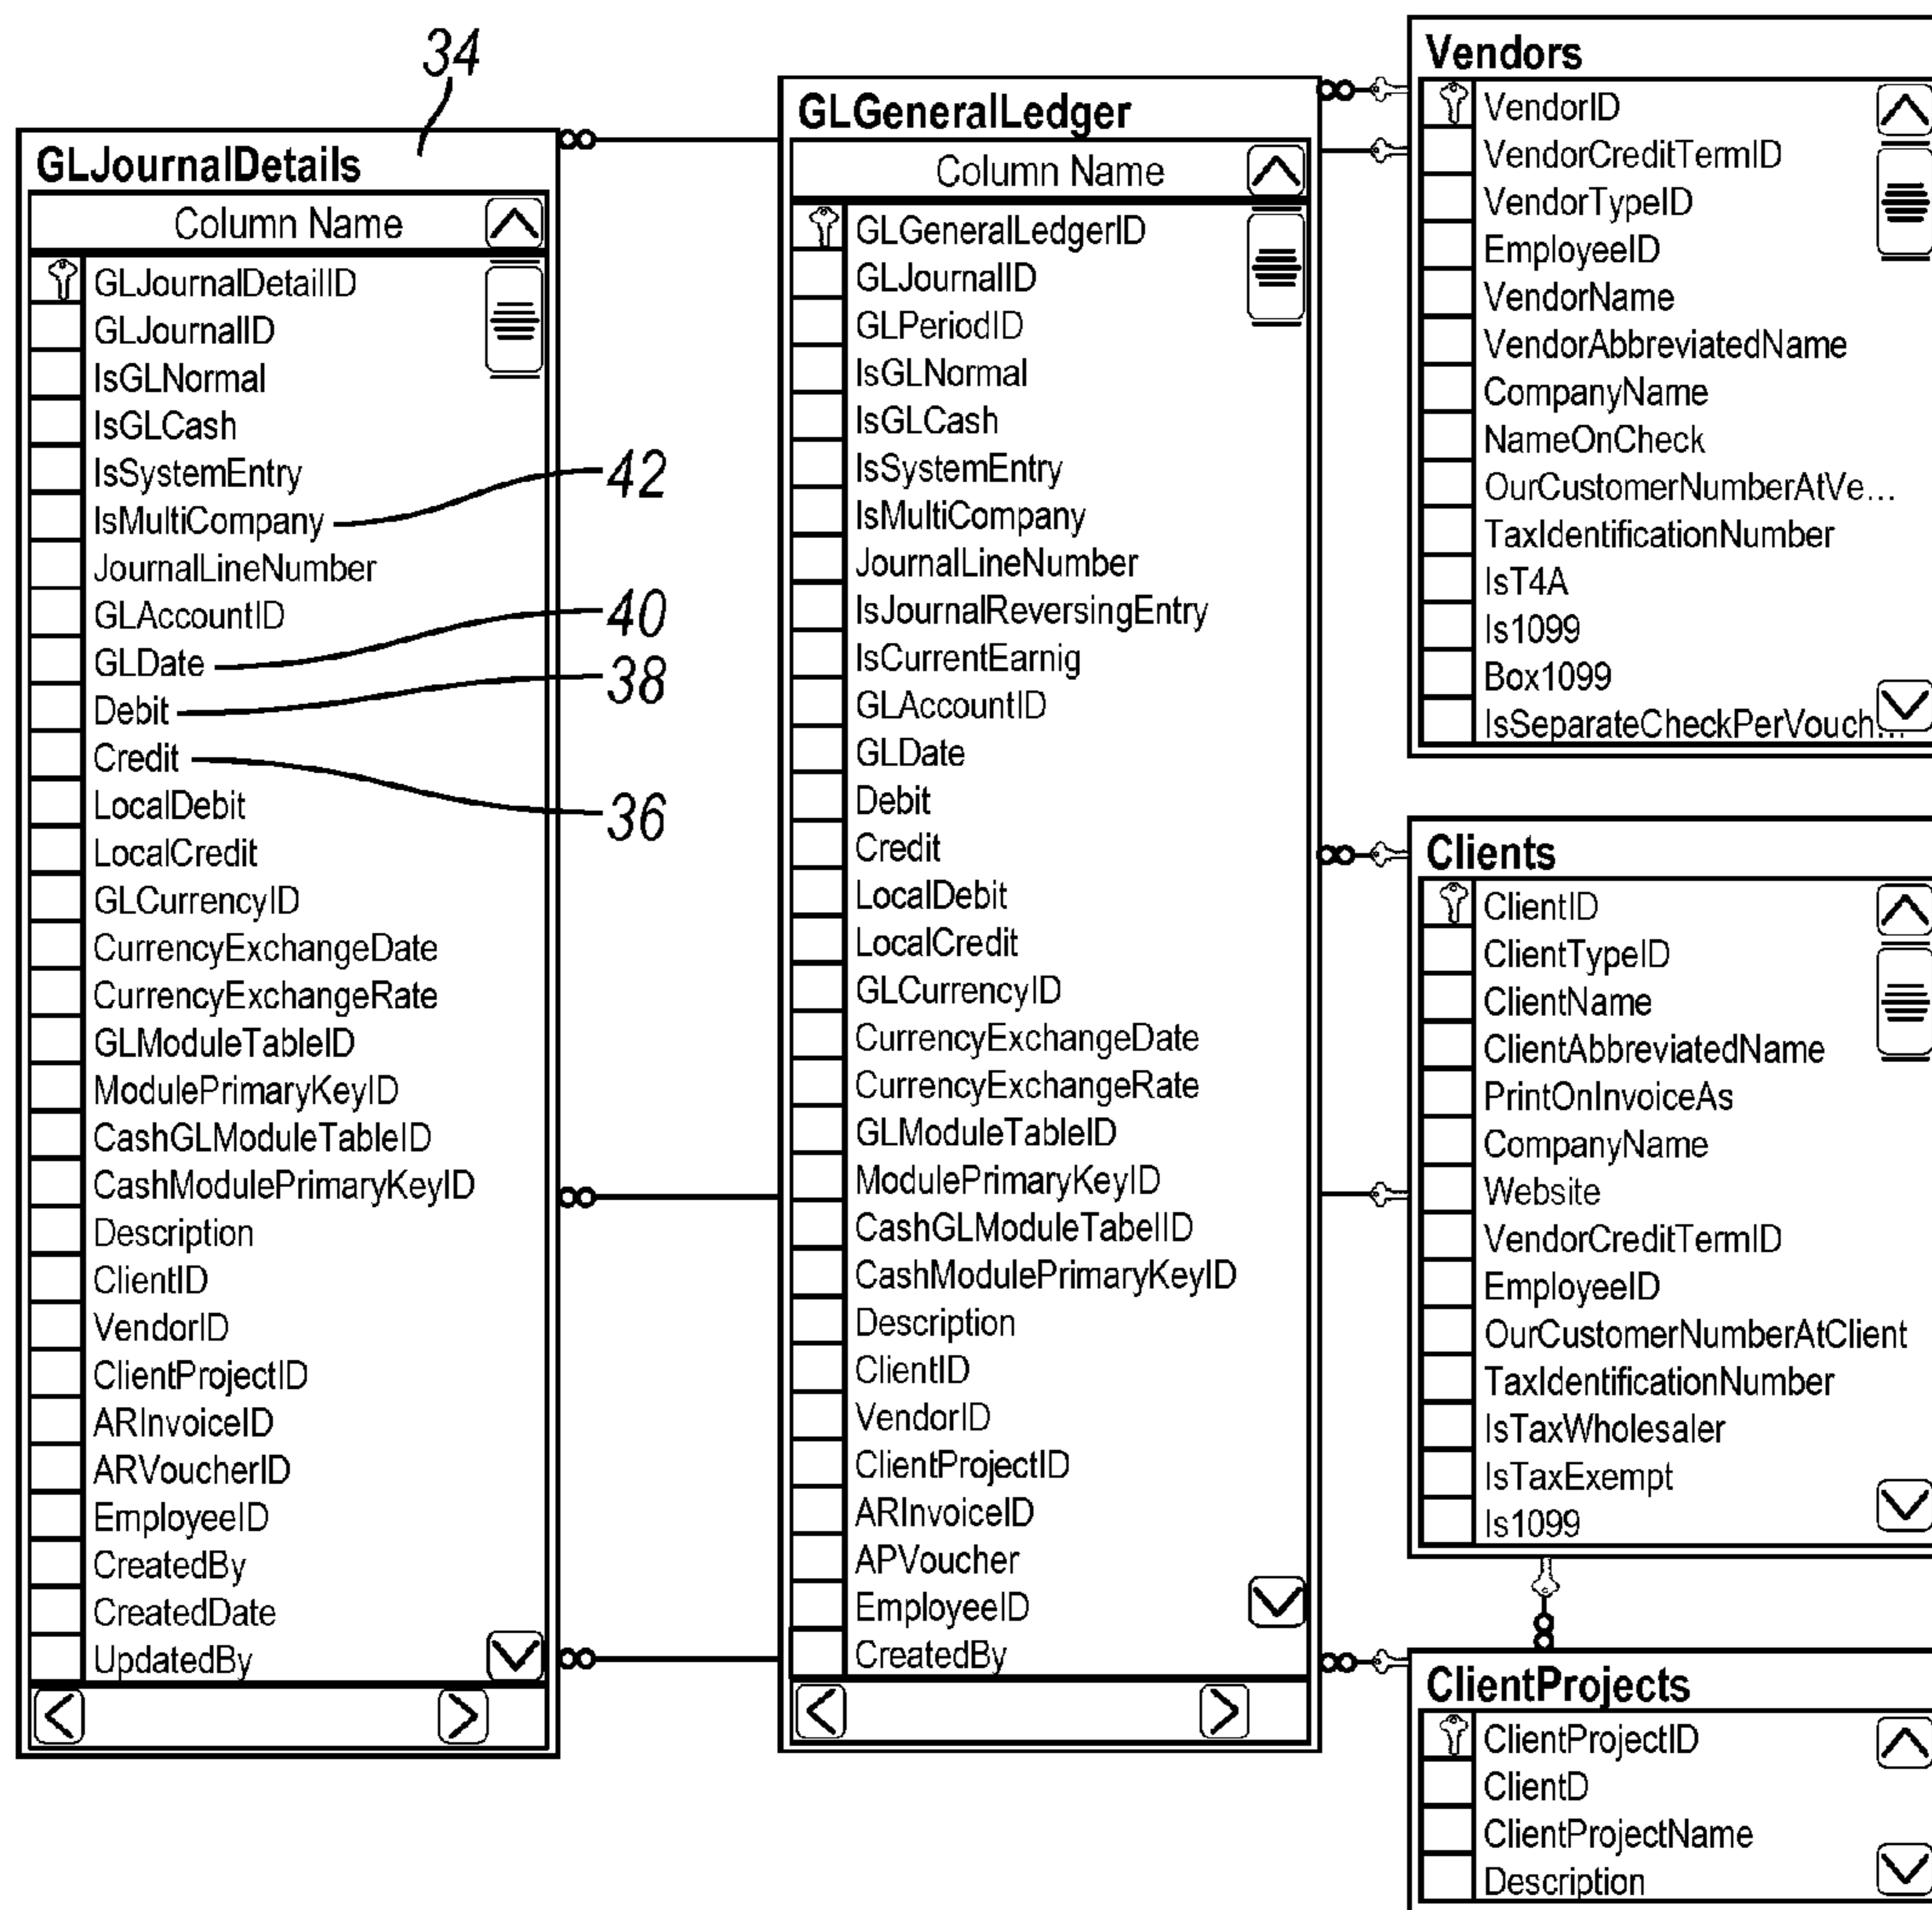 34
GLJournalDetails
Column Name
GLJournalDetailID
GLJournalID
IsGLNormal
IsGLCash
IsSystemEntry
IsMultiCompany
JournalLineNumber
GLAccountID
GLDate
Debit
Credit
LocalDebit
LocalCredit
GLCurrencyID
CurrencyExchangeDate
CurrencyExchangeRate
GLModuleTableID
ModulePrimaryKeyID
CashGLModuleTableID
CashModulePrimaryKeyID
Description
ClientID
VendorID
ClientProjectID
ARInvoiceID
ARVoucherID
EmployeeID
CreatedBy
CreatedDate
UpdatedBy
42
40
38
36
GLGeneralLedger
Column Name
GLGeneralLedgerID
GLJournalID
GLPeriodID
IsGLNormal
IsGLCash
IsSystemEntry
IsMultiCompany
JournalLineNumber
IsJournalReversingEntry
IsCurrentEarnig
GLAccountID
GLDate
Debit
Credit
LocalDebit
LocalCredit
GLCurrencyID
CurrencyExchangeDate
CurrencyExchangeRate
GLModuleTableID
ModulePrimaryKeyID
CashGLModuleTabelID
CashModulePrimaryKeyID
Description
ClientID
VendorID
ClientProjectID
ARInvoiceID
APVoucher
EmployeeID
CreatedBy
Vendors
VendorID
VendorCreditTermID
VendorTypeID
EmployeeID
VendorName
VendorAbbreviatedName
CompanyName
NameOnCheck
OurCustomerNumberAtVe...
TaxIdentificationNumber
IsT4A
Is1099
Box1099
IsSeparateCheckPerVouch...
Clients
ClientID
ClientTypeID
ClientName
ClientAbbreviatedName
PrintOnInvoiceAs
CompanyName
Website
VendorCreditTermID
EmployeeID
OurCustomerNumberAtClient
TaxIdentificationNumber
IsTaxWholesaler
IsTaxExempt
Is1099
ClientProjects
ClientProjectID
ClientD
ClientProjectName
Description